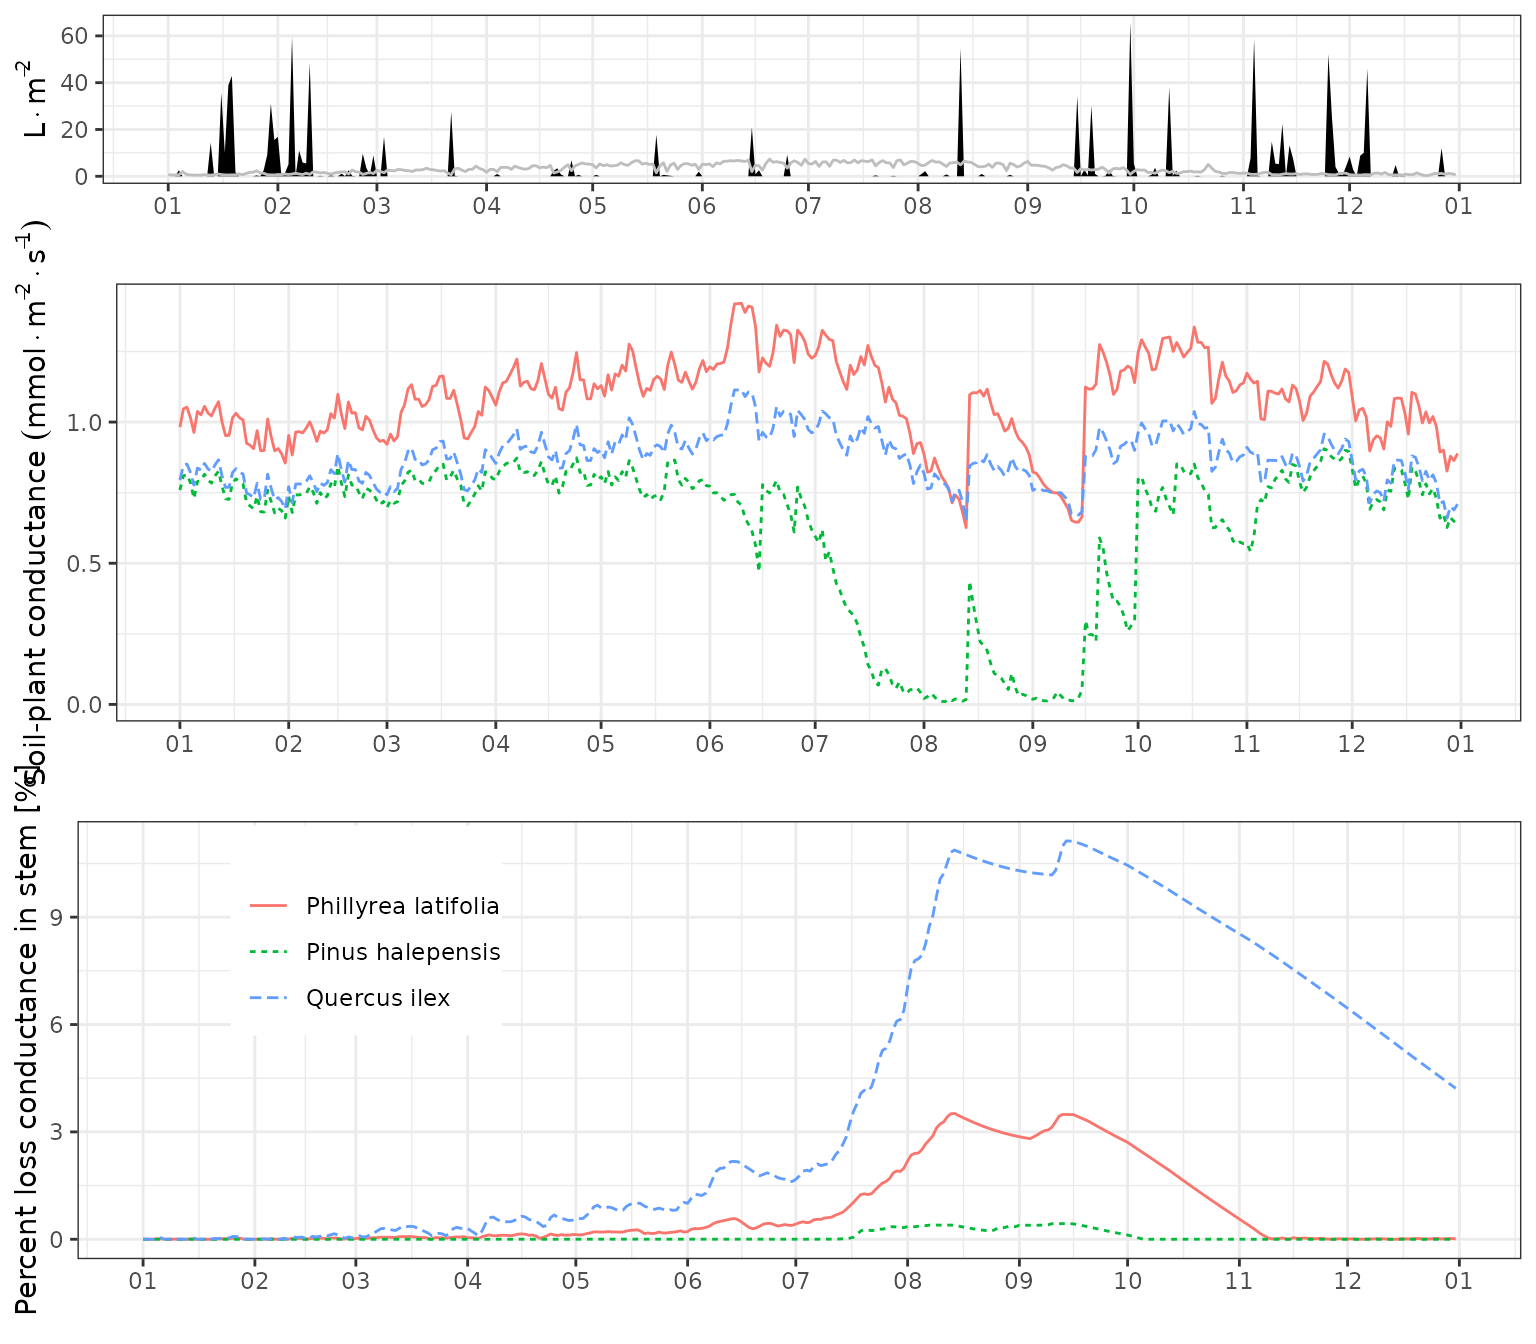 L · m⁻²
60
40
20
0
01 02 03 04 05 06 07 08 09 10 11 12 01
Soil-plant conductance (mmol · m⁻² · s⁻¹)
1.0
0.5
0.0
01 02 03 04 05 06 07 08 09 10 11 12 01
Percent loss conductance in stem [%]
9
6
3
0
Phillyrea latifolia
Pinus halepensis
Quercus ilex
01 02 03 04 05 06 07 08 09 10 11 12 01